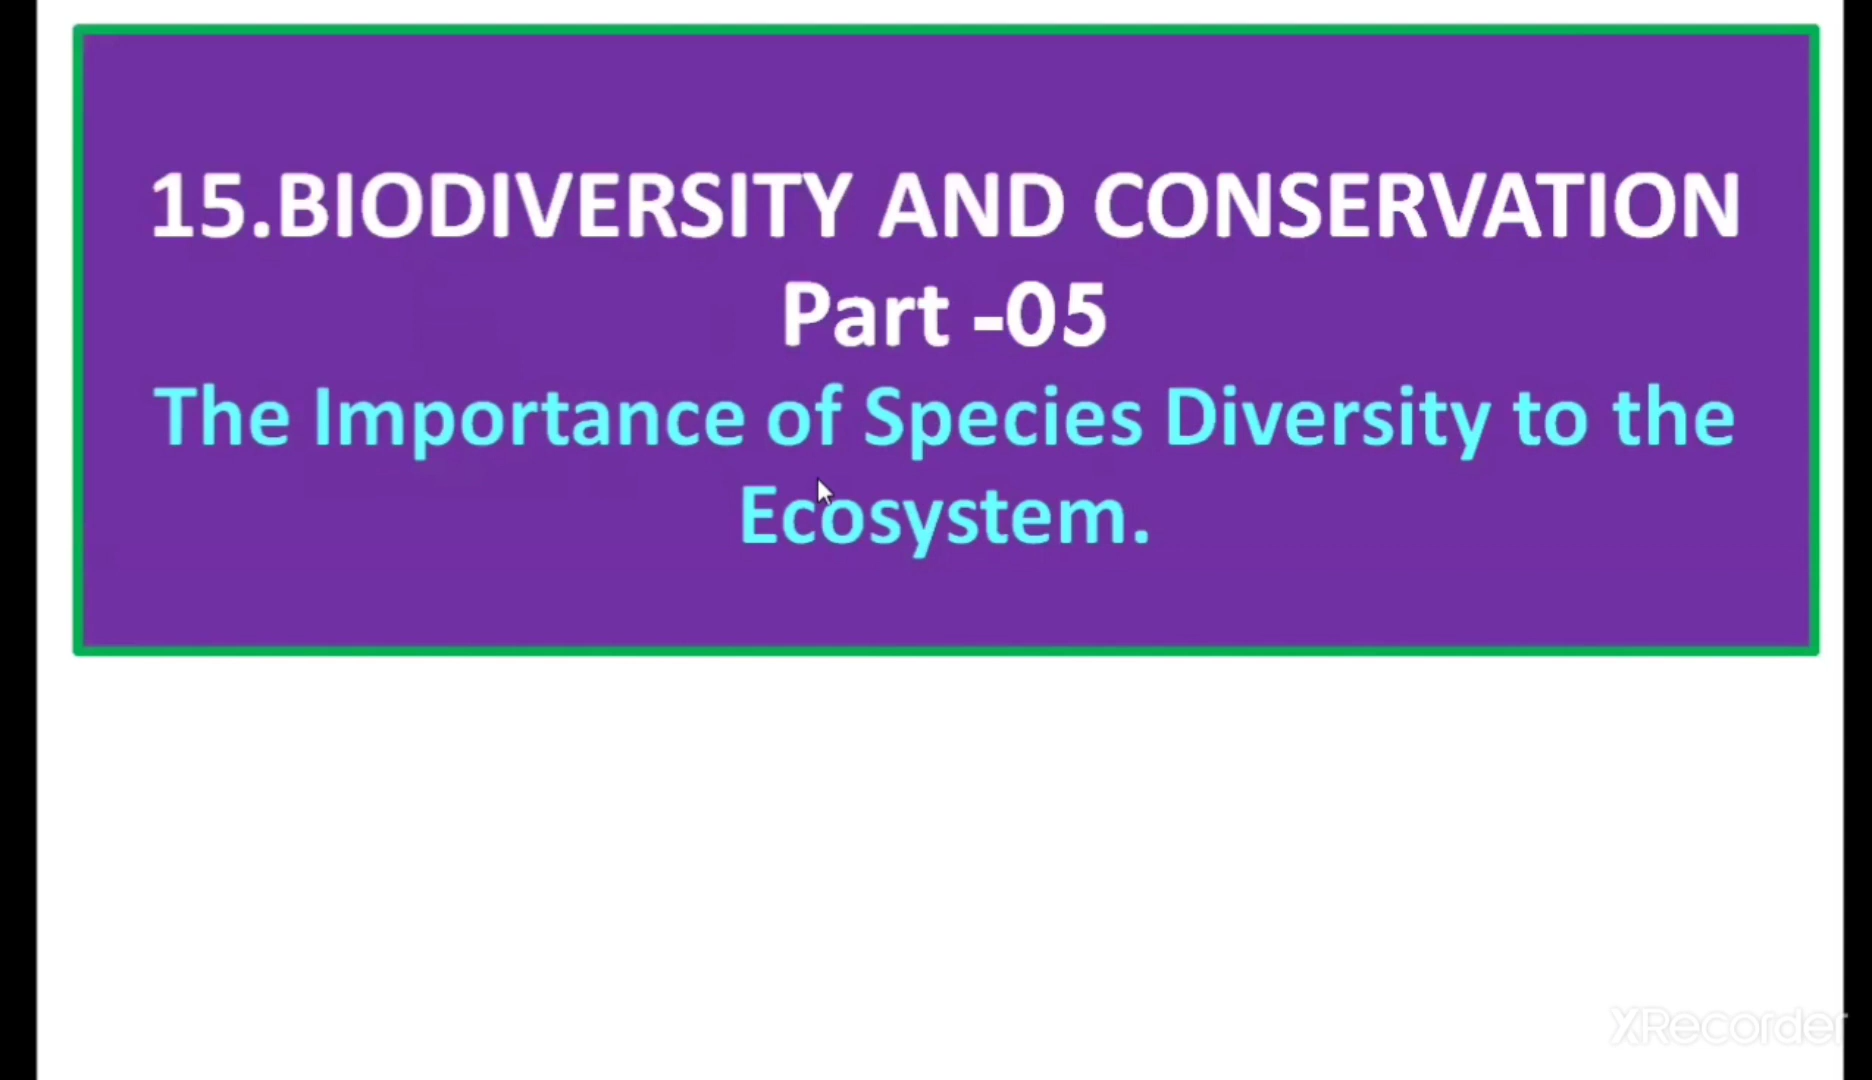 15.BIODIVERSITY AND CONSERVATION
Part -05
The Importance of Species Diversity to the
Ecosystem.
XRecorder